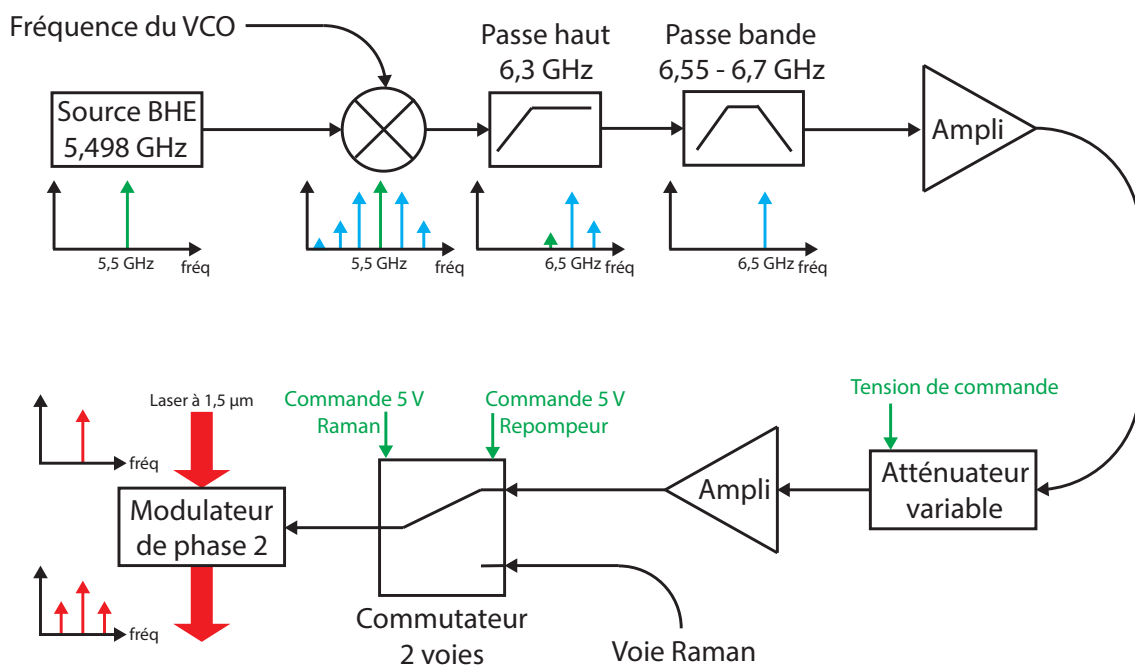 Fréquence du VCO
Source BHE
5,498 GHz
Passe haut
6,3 GHz
Passe bande
6,55 - 6,7 GHz
Ampli
5,5 GHz
fréq
5,5 GHz
fréq
6,5 GHz
fréq
6,5 GHz
fréq
fréq
Laser à 1,5 µm
Commande 5 V
Raman
Commande 5 V
Repompeur
Tension de commande
Modulateur
de phase 2
Ampli
Atténuateur
variable
fréq
Commutateur
2 voies
Voie Raman